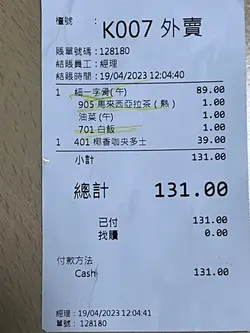 檯號：
K007 外賣
賬單號碼：128180
結賬員工：經理
結賬時間：19/04/2023 12:04:40
1 細一字骨(午) 89.00
905 馬來西亞拉茶（熱） 1.00
油菜(午) 1.00
701 白飯 1.00
1 401 椰香咖央多士 39.00
小計 131.00
總計 131.00
已付 131.00
找贖 0.00
付款方法
Cash 131.00
經理：19/04/2023 12:04:41
單號： 128180